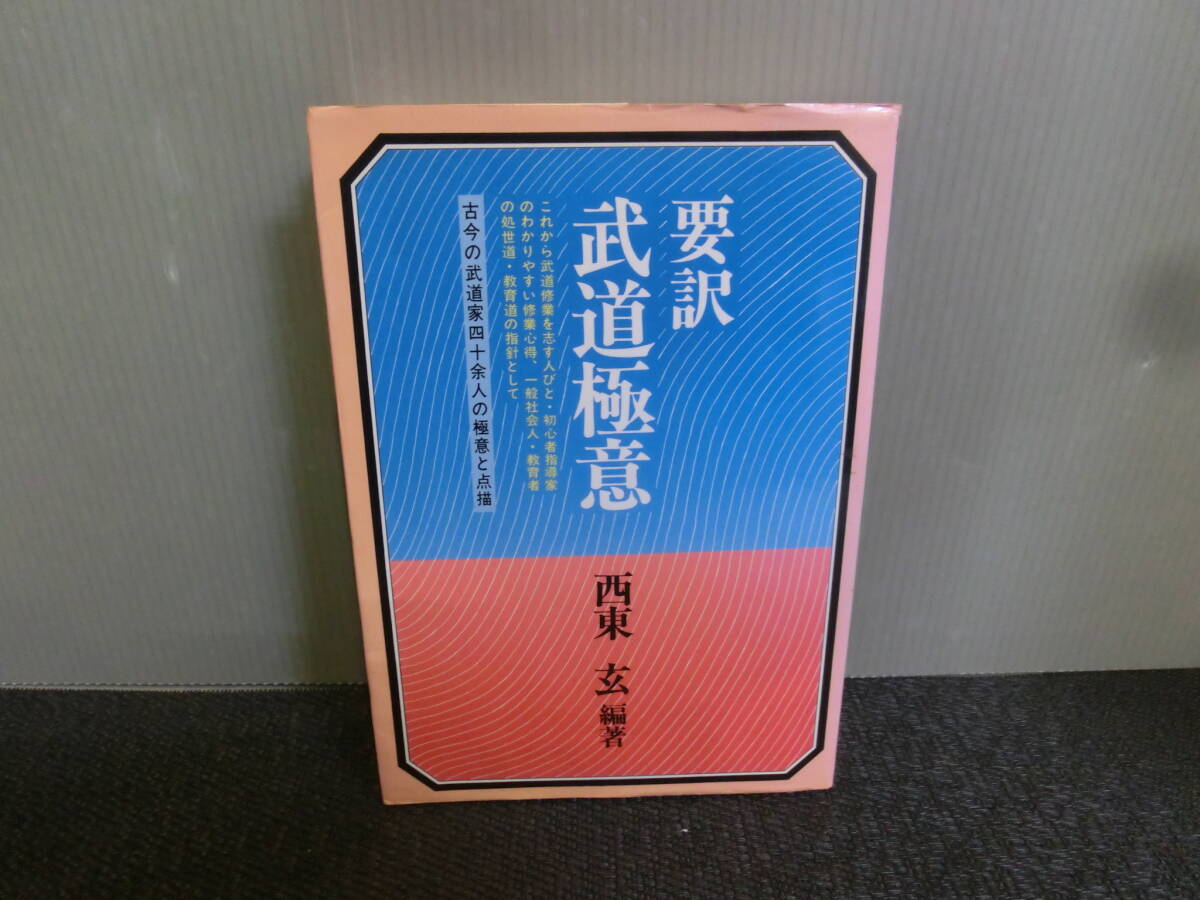 要訳
武道極意
これから武道修業を志す人びと・初心者指導家
のわかりやすい修業心得、一般社会人・教育者
の処世道・教育道の指針として
古今の武道家四十余人の極意と点描
西東 玄 編著